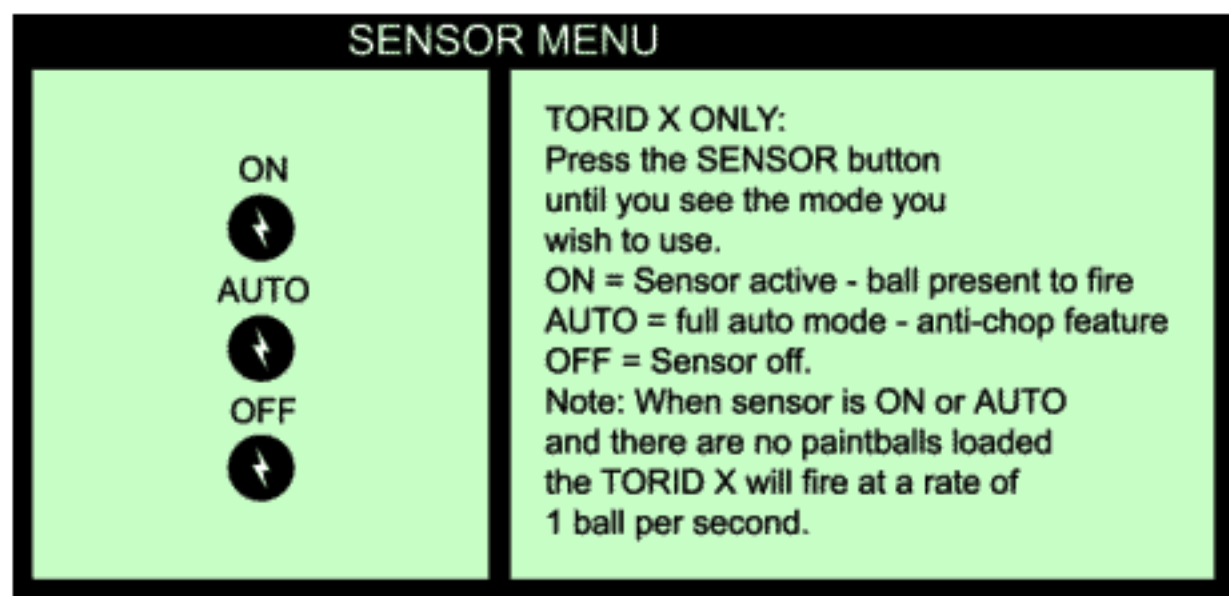 SENSOR MENU
ON
AUTO
OFF
TORID X ONLY:
Press the SENSOR button
until you see the mode you
wish to use.
ON = Sensor active - ball present to fire
AUTO = full auto mode - anti-chop feature
OFF = Sensor off.
Note: When sensor is ON or AUTO
and there are no paintballs loaded
the TORID X will fire at a rate of
1 ball per second.